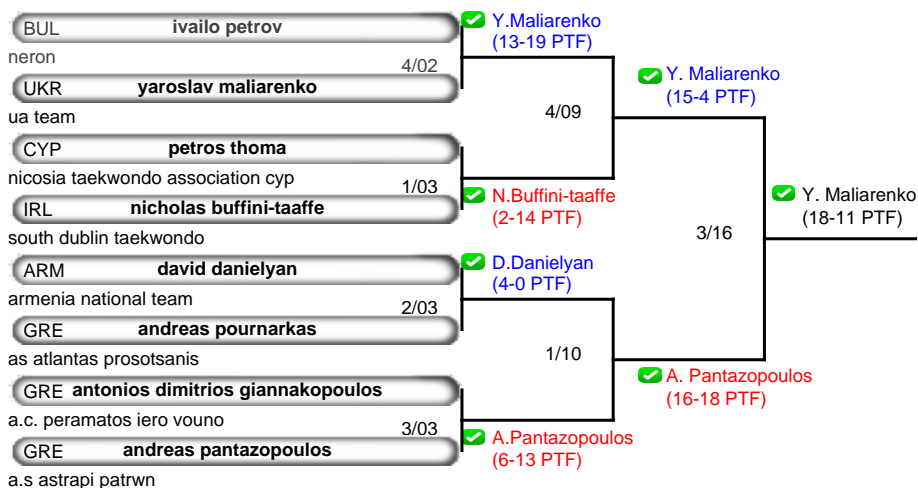 BUL ivailo petrov
neron
4/02
UKR yaroslav maliarenko
ua team
CYP petros thoma
nicosia taekwondo association cyp
1/03
IRL nicholas buffini-taaffe
south dublin taekwondo
ARM david danielyan
armenia national team
2/03
GRE andreas pournarkas
as atlantas prosotsanis
GRE antonios dimitrios giannakopoulos
a.c. peramatos iero vouno
3/03
GRE andreas pantazopoulos
a.s astrapi patrwn
Y.Maliarenko
(13-19 PTF)
4/09
N.Buffini-taaffe
(2-14 PTF)
D.Danielyan
(4-0 PTF)
1/10
A.Pantazopoulos
(6-13 PTF)
Y. Maliarenko
(15-4 PTF)
3/16
A. Pantazopoulos
(16-18 PTF)
Y. Maliarenko
(18-11 PTF)